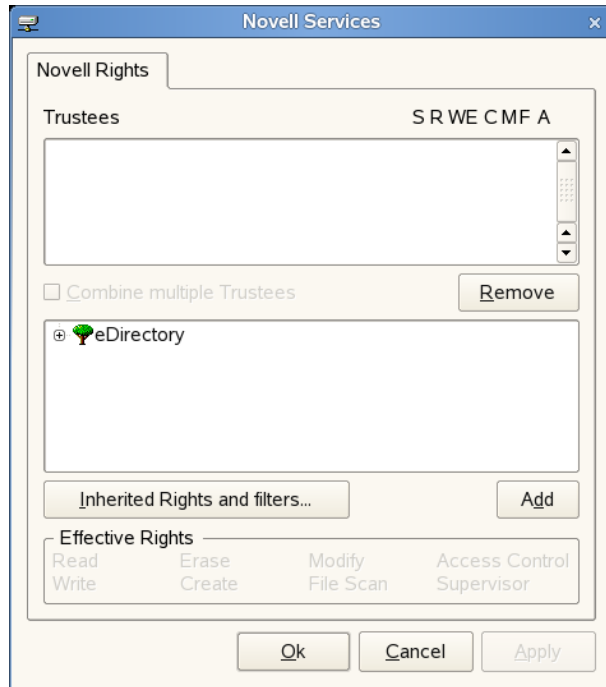 Novell Services
Novell Rights
Trustees S R WE C MF A
Combine multiple Trustees
Remove
eDirectory
Inherited Rights and filters...
Add
Effective Rights
Read Erase Modify Access Control
Write Create File Scan Supervisor
Ok Cancel Apply